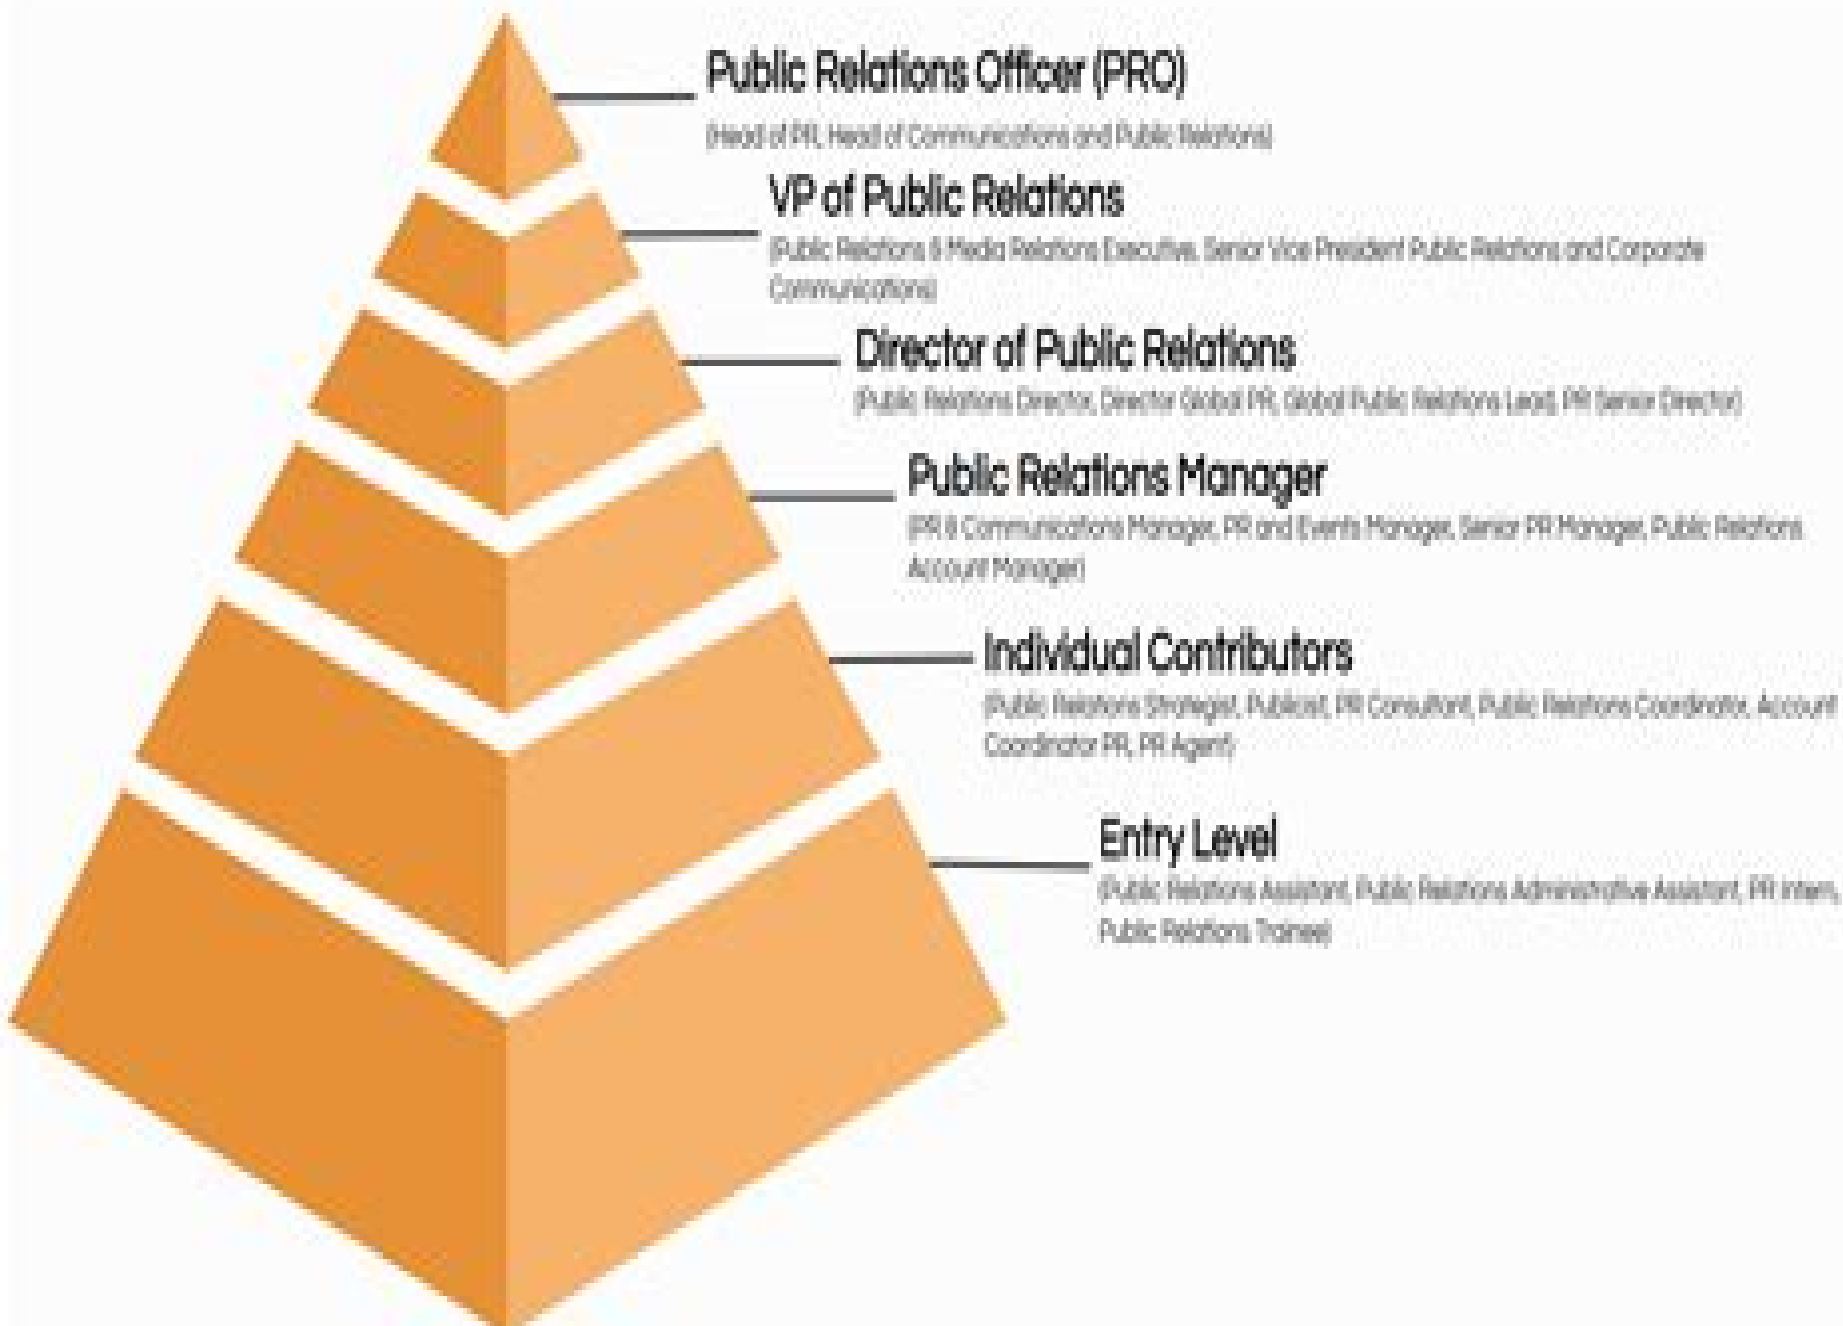 Public Relations Officer (PRO)
(Head of PR, Head of Communications and Public Relations)
VP of Public Relations
(Public Relations & Media Relations Executive, Senior Vice President Public Relations and Corporate
Communications)
Director of Public Relations
(Public Relations Director, Director Global PR, Global Public Relations Lead, PR Senior Director)
Public Relations Manager
(PR & Communications Manager, PR and Events Manager, Senior PR Manager, Public Relations
Account Manager)
Individual Contributors
(Public Relations Strategist, Publicist, PR Consultant, Public Relations Coordinator, Account
Coordinator PR, PR Agent)
Entry Level
(Public Relations Assistant, Public Relations Administrative Assistant, PR Intern,
Public Relations Trainee)